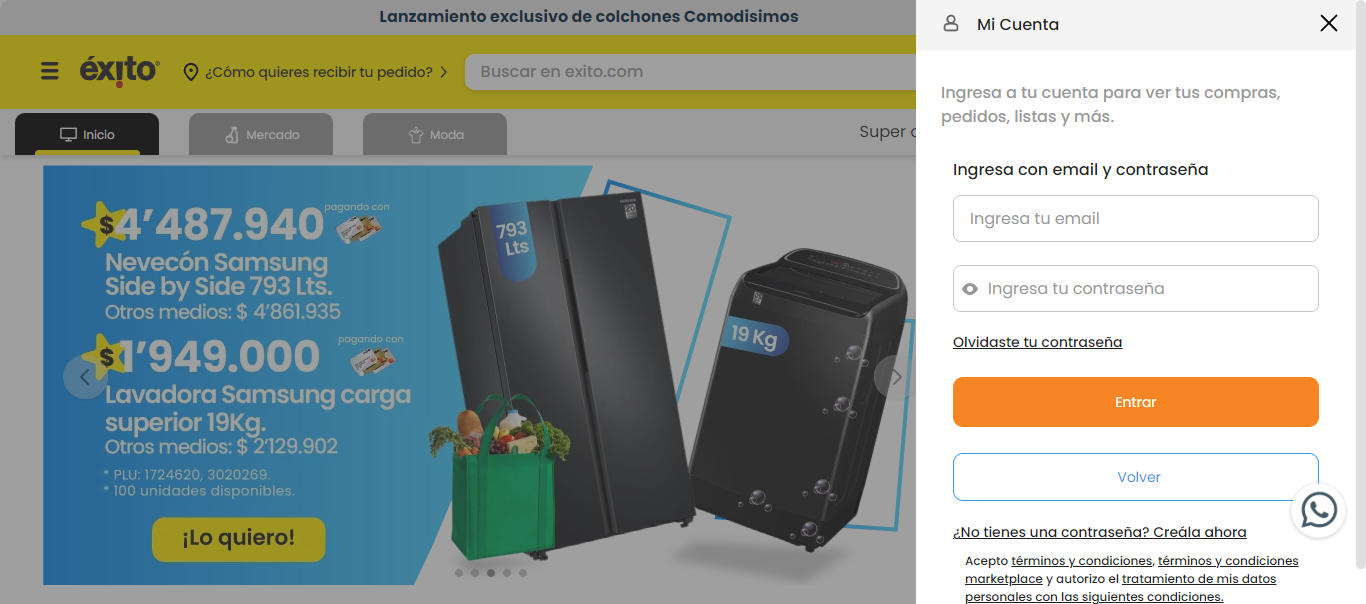 Lanzamiento exclusivo de colchones Comodisimos
éxito
¿Cómo quieres recibir tu pedido?
Buscar en exito.com
Inicio
Mercado
Moda
Super
$4’487.940
pagando con
Nevecón Samsung
Side by Side 793 Lts.
Otros medios: $ 4’861.935
$1’949.000
pagando con
Lavadora Samsung carga
superior 19Kg.
Otros medios: $ 2’129.902
* PLU: 1724620, 3020269.
* 100 unidades disponibles.
¡Lo quiero!
793
Lts
19 Kg
Mi Cuenta
Ingresa a tu cuenta para ver tus compras,
pedidos, listas y más.
Ingresa con email y contraseña
Ingresa tu email
Ingresa tu contraseña
Olvidaste tu contraseña
Entrar
Volver
¿No tienes una contraseña? Creála ahora
Acepto términos y condiciones, términos y condiciones
marketplace y autorizo el tratamiento de mis datos
personales con las siguientes condiciones.